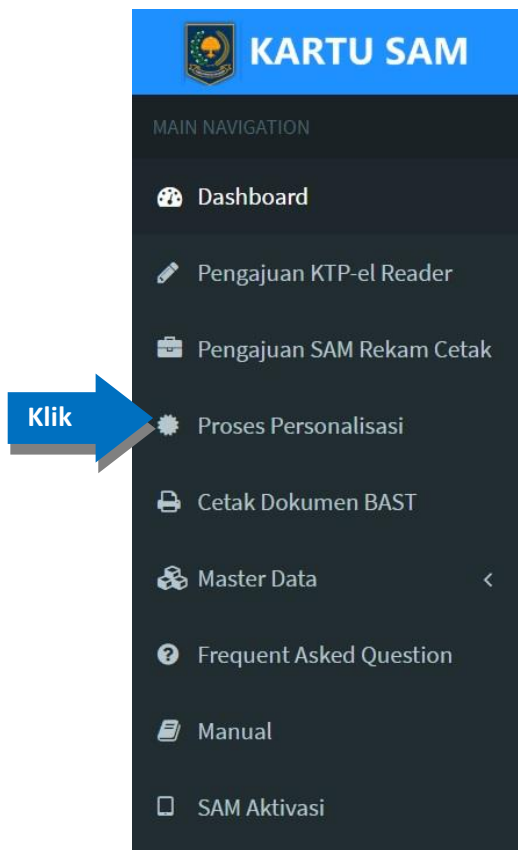 KARTU SAM
MAIN NAVIGATION
Dashboard
Pengajuan KTP-el Reader
Pengajuan SAM Rekam Cetak
Klik
Proses Personalisasi
Cetak Dokumen BAST
Master Data
Frequent Asked Question
Manual
SAM Aktivasi